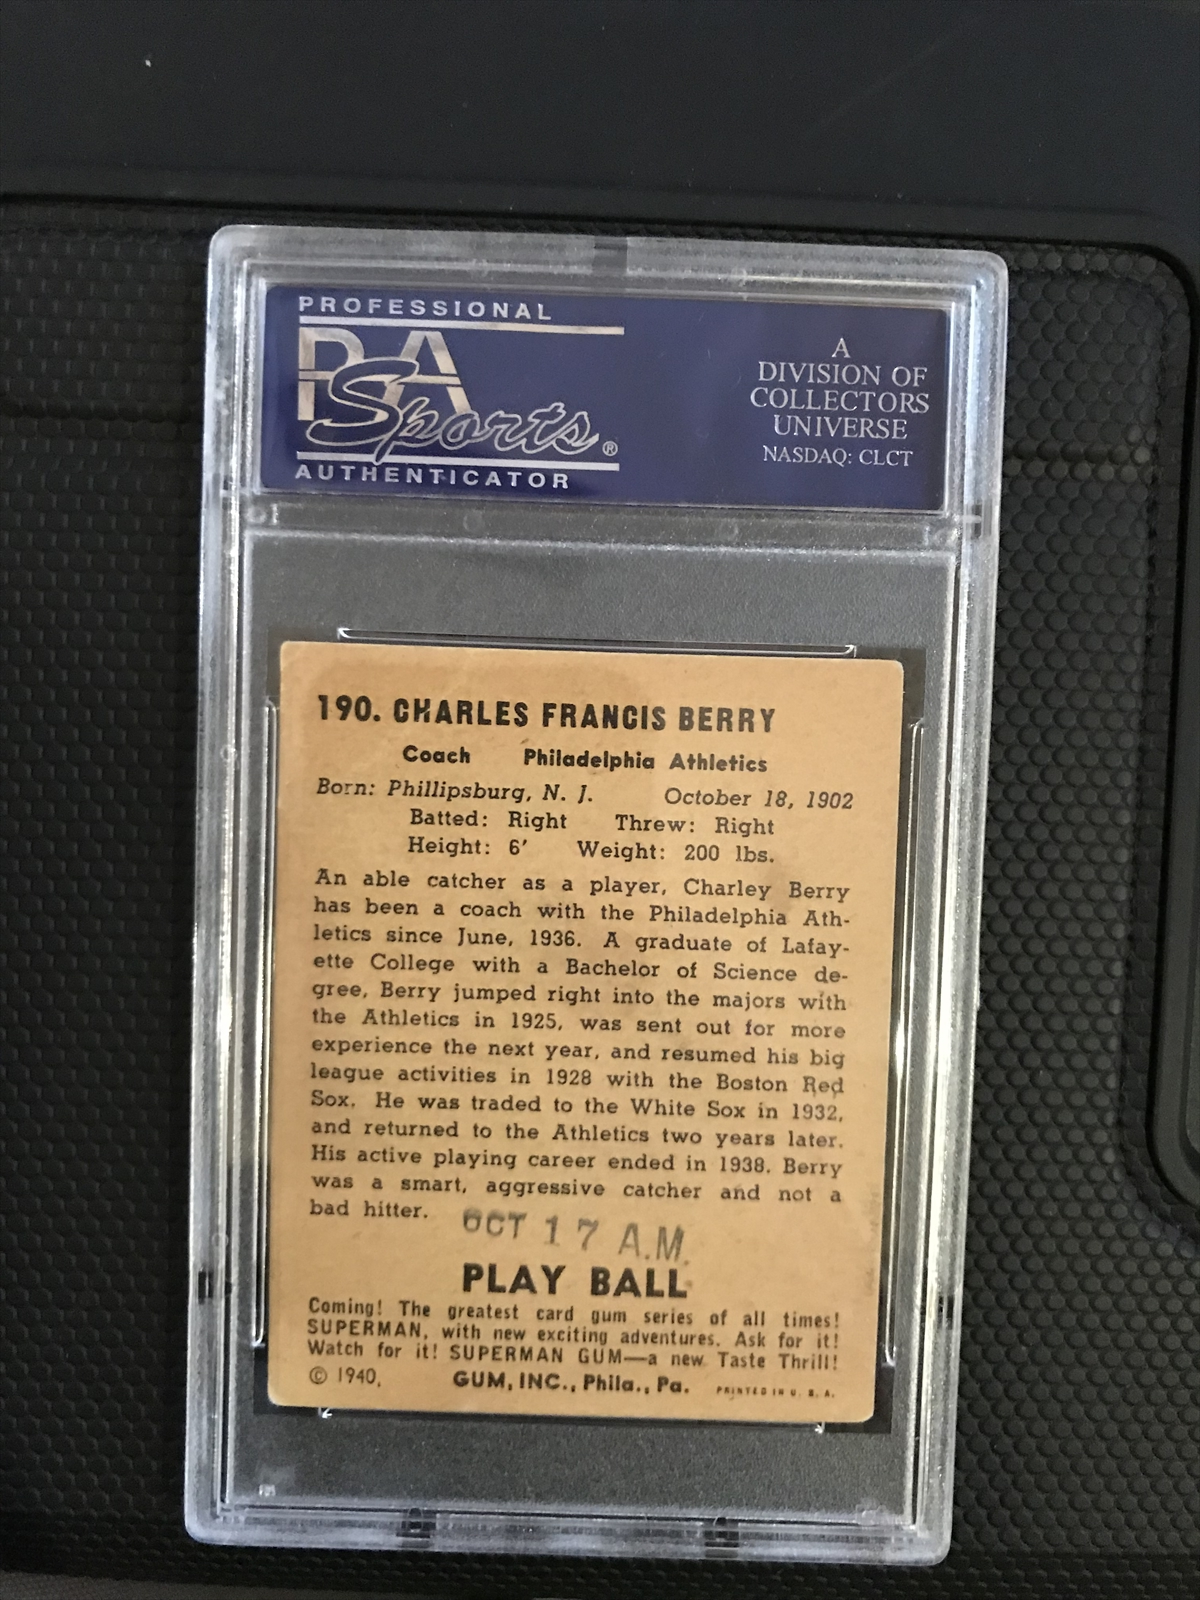 PROFESSIONAL
PSA
Sports®
AUTHENTICATOR
A
DIVISION OF
COLLECTORS
UNIVERSE
NASDAQ: CLCT
190. CHARLES FRANCIS BERRY
Coach Philadelphia Athletics
Born: Phillipsburg, N. J. October 18, 1902
Batted: Right Threw: Right
Height: 6' Weight: 200 lbs.
An able catcher as a player, Charley Berry
has been a coach with the Philadelphia Ath-
letics since June, 1936. A graduate of Lafay-
ette College with a Bachelor of Science de-
gree, Berry jumped right into the majors with
the Athletics in 1925, was sent out for more
experience the next year, and resumed his big
league activities in 1928 with the Boston Red
Sox. He was traded to the White Sox in 1932,
and returned to the Athletics two years later.
His active playing career ended in 1938. Berry
was a smart, aggressive catcher and not a
bad hitter.
OCT 17 A.M.
PLAY BALL
Coming! The greatest card gum series of all times!
SUPERMAN, with new exciting adventures. Ask for it!
Watch for it! SUPERMAN GUM—a new Taste Thrill!
© 1940, GUM, INC., Phila., Pa. PRINTED IN U. S. A.